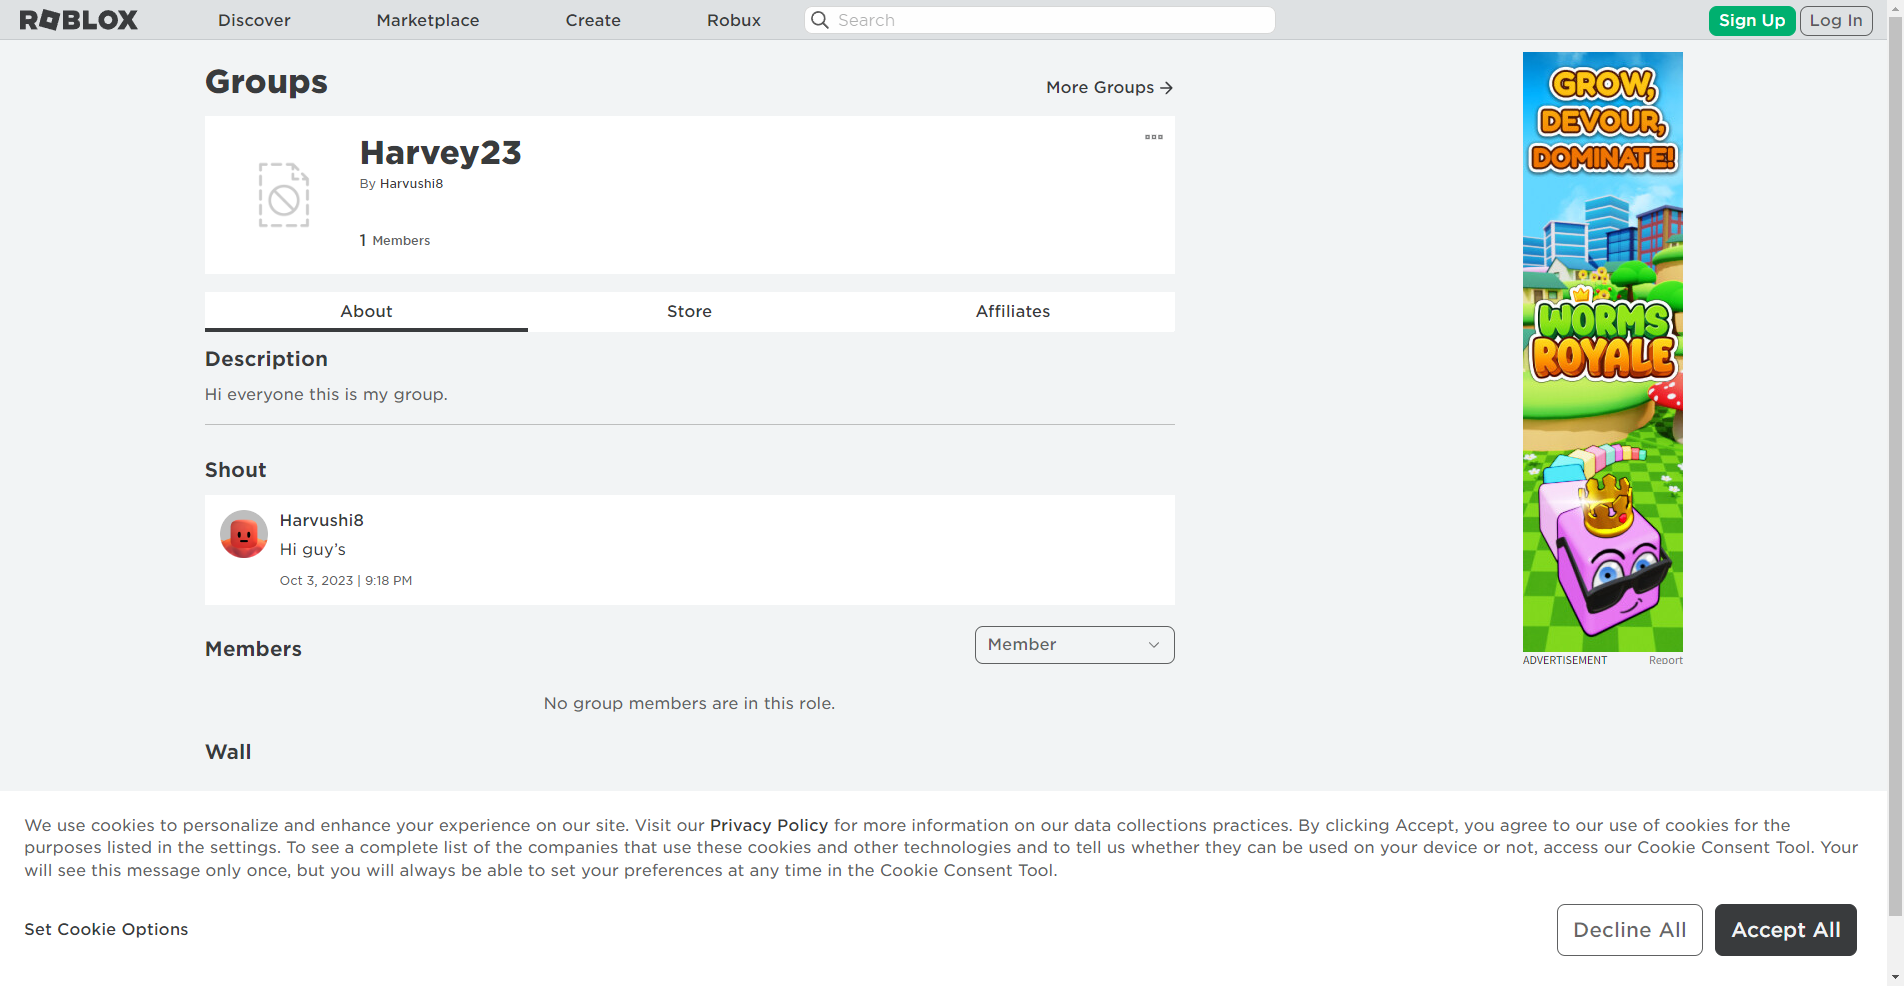 ROBLOX
Discover
Marketplace
Create
Robux
Search
Sign Up
Log In
Groups
More Groups →
Harvey23
By Harvushi8
1 Members
About
Store
Affiliates
Description
Hi everyone this is my group.
Shout
Harvushi8
Hi guy's
Oct 3, 2023 | 9:18 PM
Members
Member
No group members are in this role.
Wall
GROW,
DEVOUR,
DOMINATE!
WORMS
ROYALE
ADVERTISEMENT
Report
We use cookies to personalize and enhance your experience on our site. Visit our Privacy Policy for more information on our data collections practices. By clicking Accept, you agree to our use of cookies for the
purposes listed in the settings. To see a complete list of the companies that use these cookies and other technologies and to tell us whether they can be used on your device or not, access our Cookie Consent Tool. Your
will see this message only once, but you will always be able to set your preferences at any time in the Cookie Consent Tool.
Set Cookie Options
Decline All
Accept All